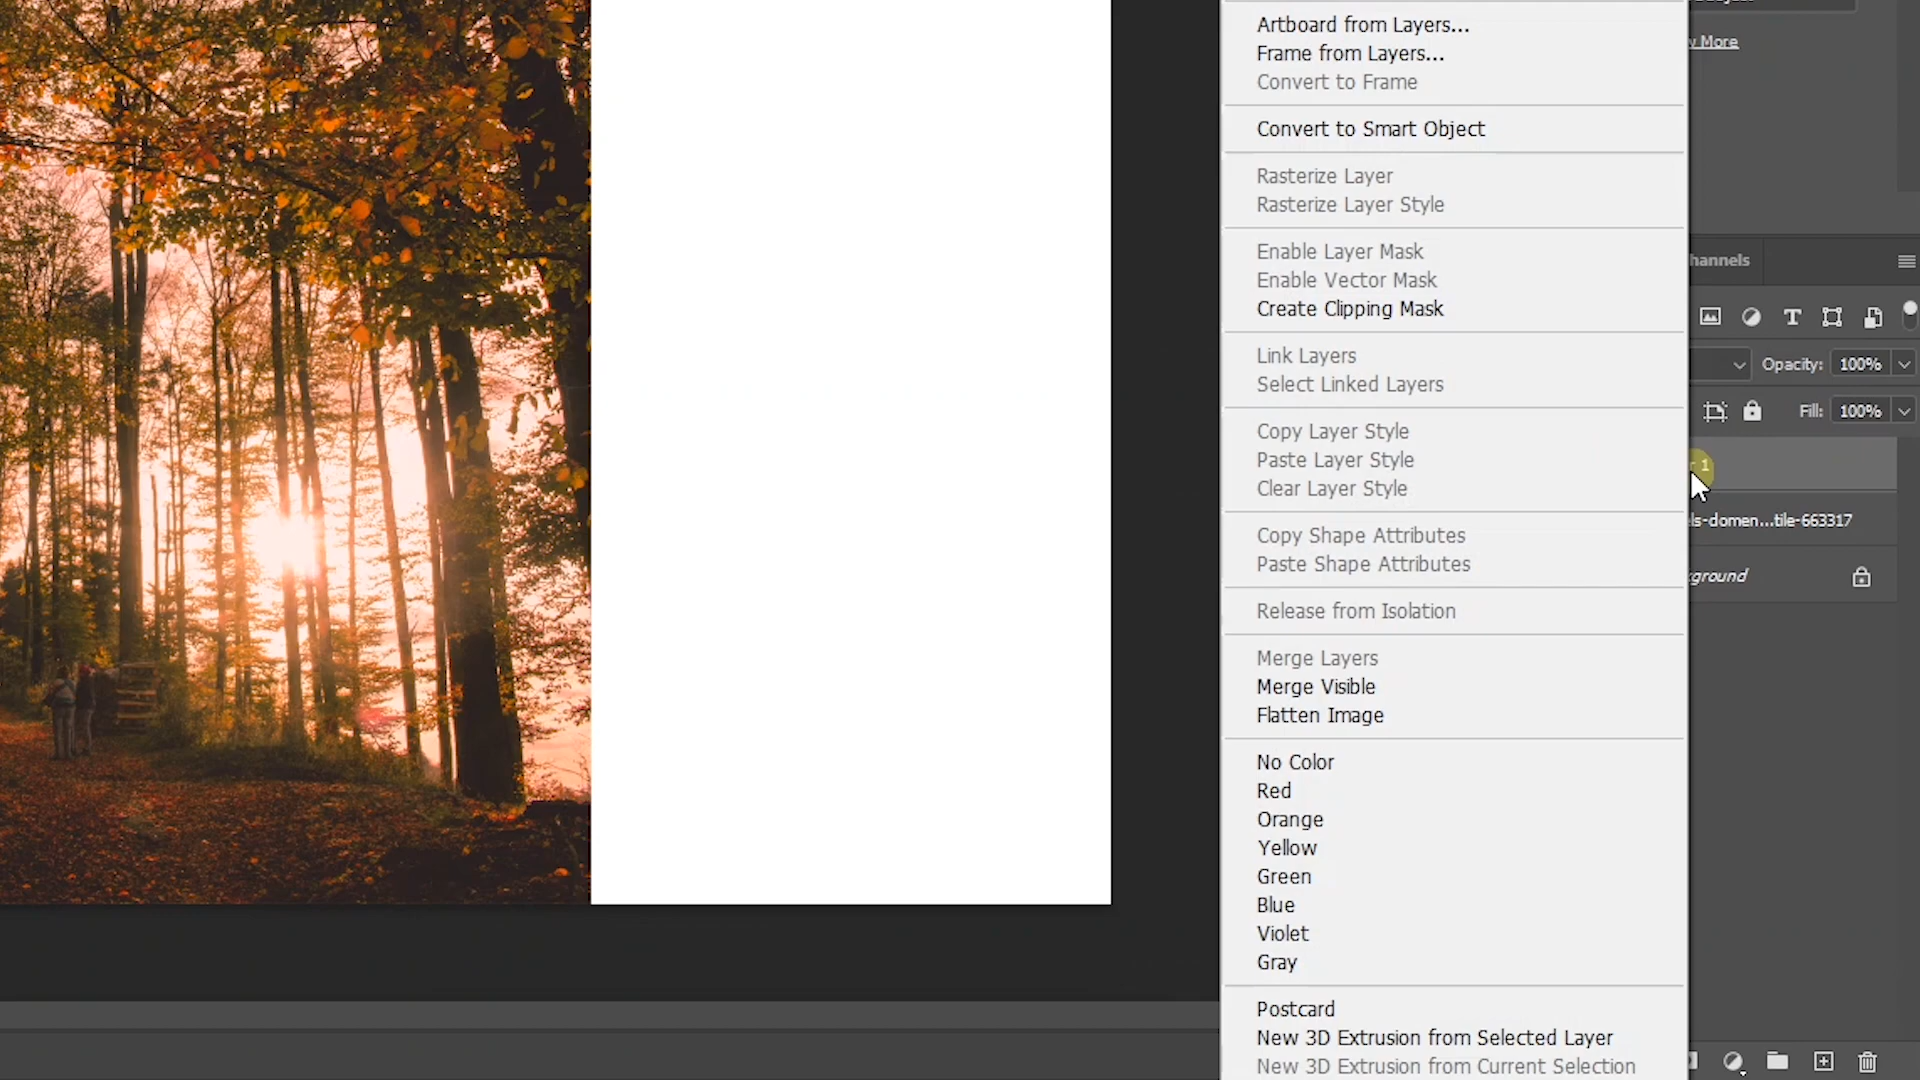 Artboard from Layers...
Frame from Layers...
Convert to Frame
Convert to Smart Object
Rasterize Layer
Rasterize Layer Style
Enable Layer Mask
Enable Vector Mask
Create Clipping Mask
Link Layers
Select Linked Layers
Copy Layer Style
Paste Layer Style
Clear Layer Style
Copy Shape Attributes
Paste Shape Attributes
Release from Isolation
Merge Layers
Merge Visible
Flatten Image
No Color
Red
Orange
Yellow
Green
Blue
Violet
Gray
Postcard
New 3D Extrusion from Selected Layer
New 3D Extrusion from Current Selection
More
hannels
Opacity: 100%
Fill: 100%
1
ls-domen...tile-663317
ground